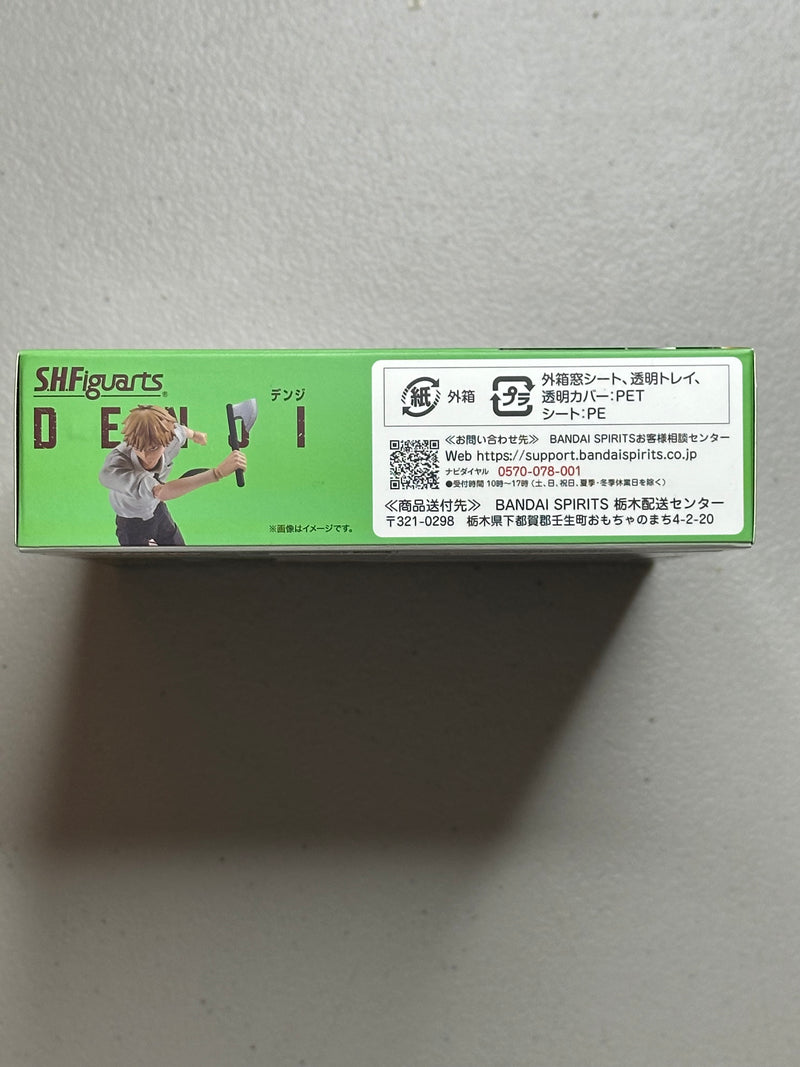 S.H.Figuarts®
デンジ
DENJI
※画像はイメージです。
紙 外箱
プラ 外箱窓シート、透明トレイ、
透明カバー:PET
シート:PE
≪お問い合わせ先≫ BANDAI SPIRITSお客様相談センター
Web https://support.bandaispirits.co.jp
ナビダイヤル 0570-078-001
●受付時間 10時〜17時(土、日、祝日、夏季・冬季休業日を除く)
≪商品送付先≫ BANDAI SPIRITS 栃木配送センター
〒321-0298 栃木県下都賀郡壬生町おもちゃのまち4-2-20